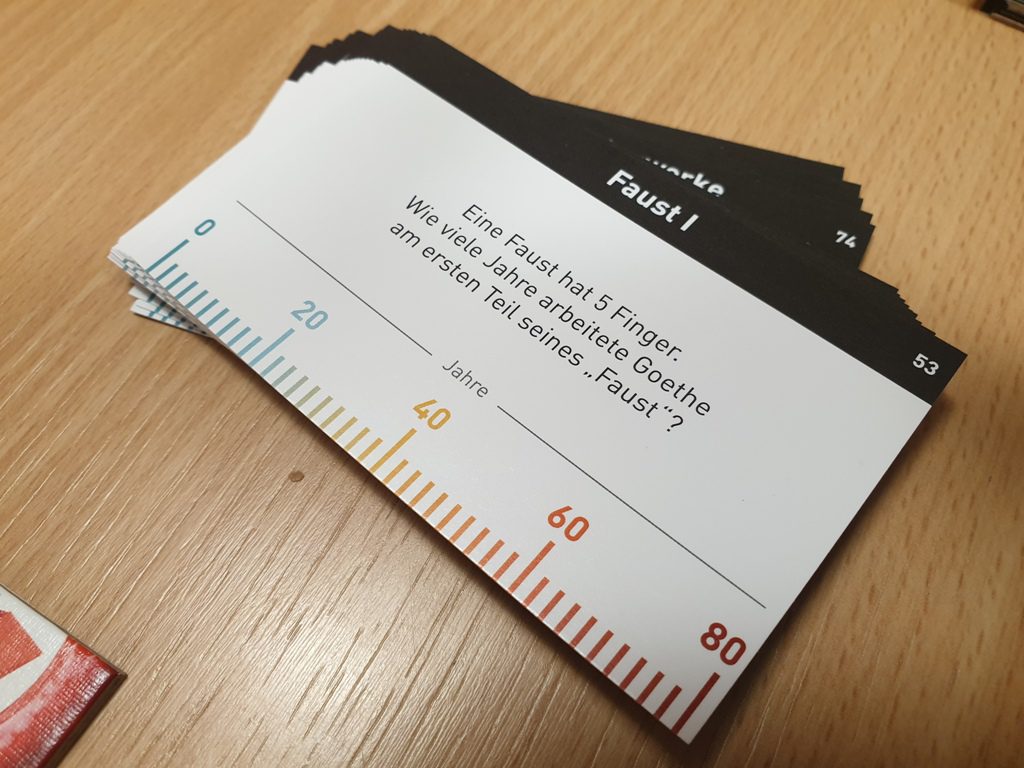 74
Faust I
53
Eine Faust hat 5 Finger.
Wie viele Jahre arbeitete Goethe
am ersten Teil seines „Faust“?
Jahre
0
20
40
60
80